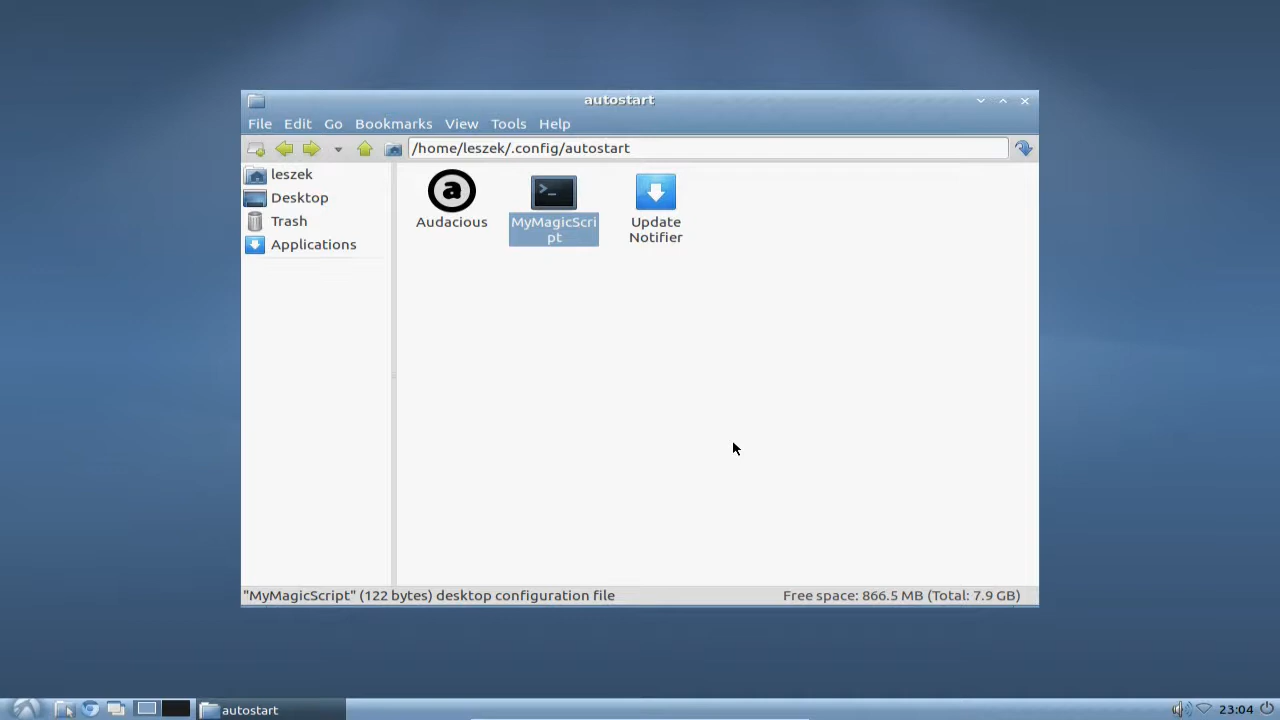 autostart
File Edit Go Bookmarks View Tools Help
/home/leszek/.config/autostart
leszek
Desktop
Trash
Applications
a
Audacious
>_
MyMagicScri
pt
Update
Notifier
"MyMagicScript" (122 bytes) desktop configuration file
Free space: 866.5 MB (Total: 7.9 GB)
autostart
23:04